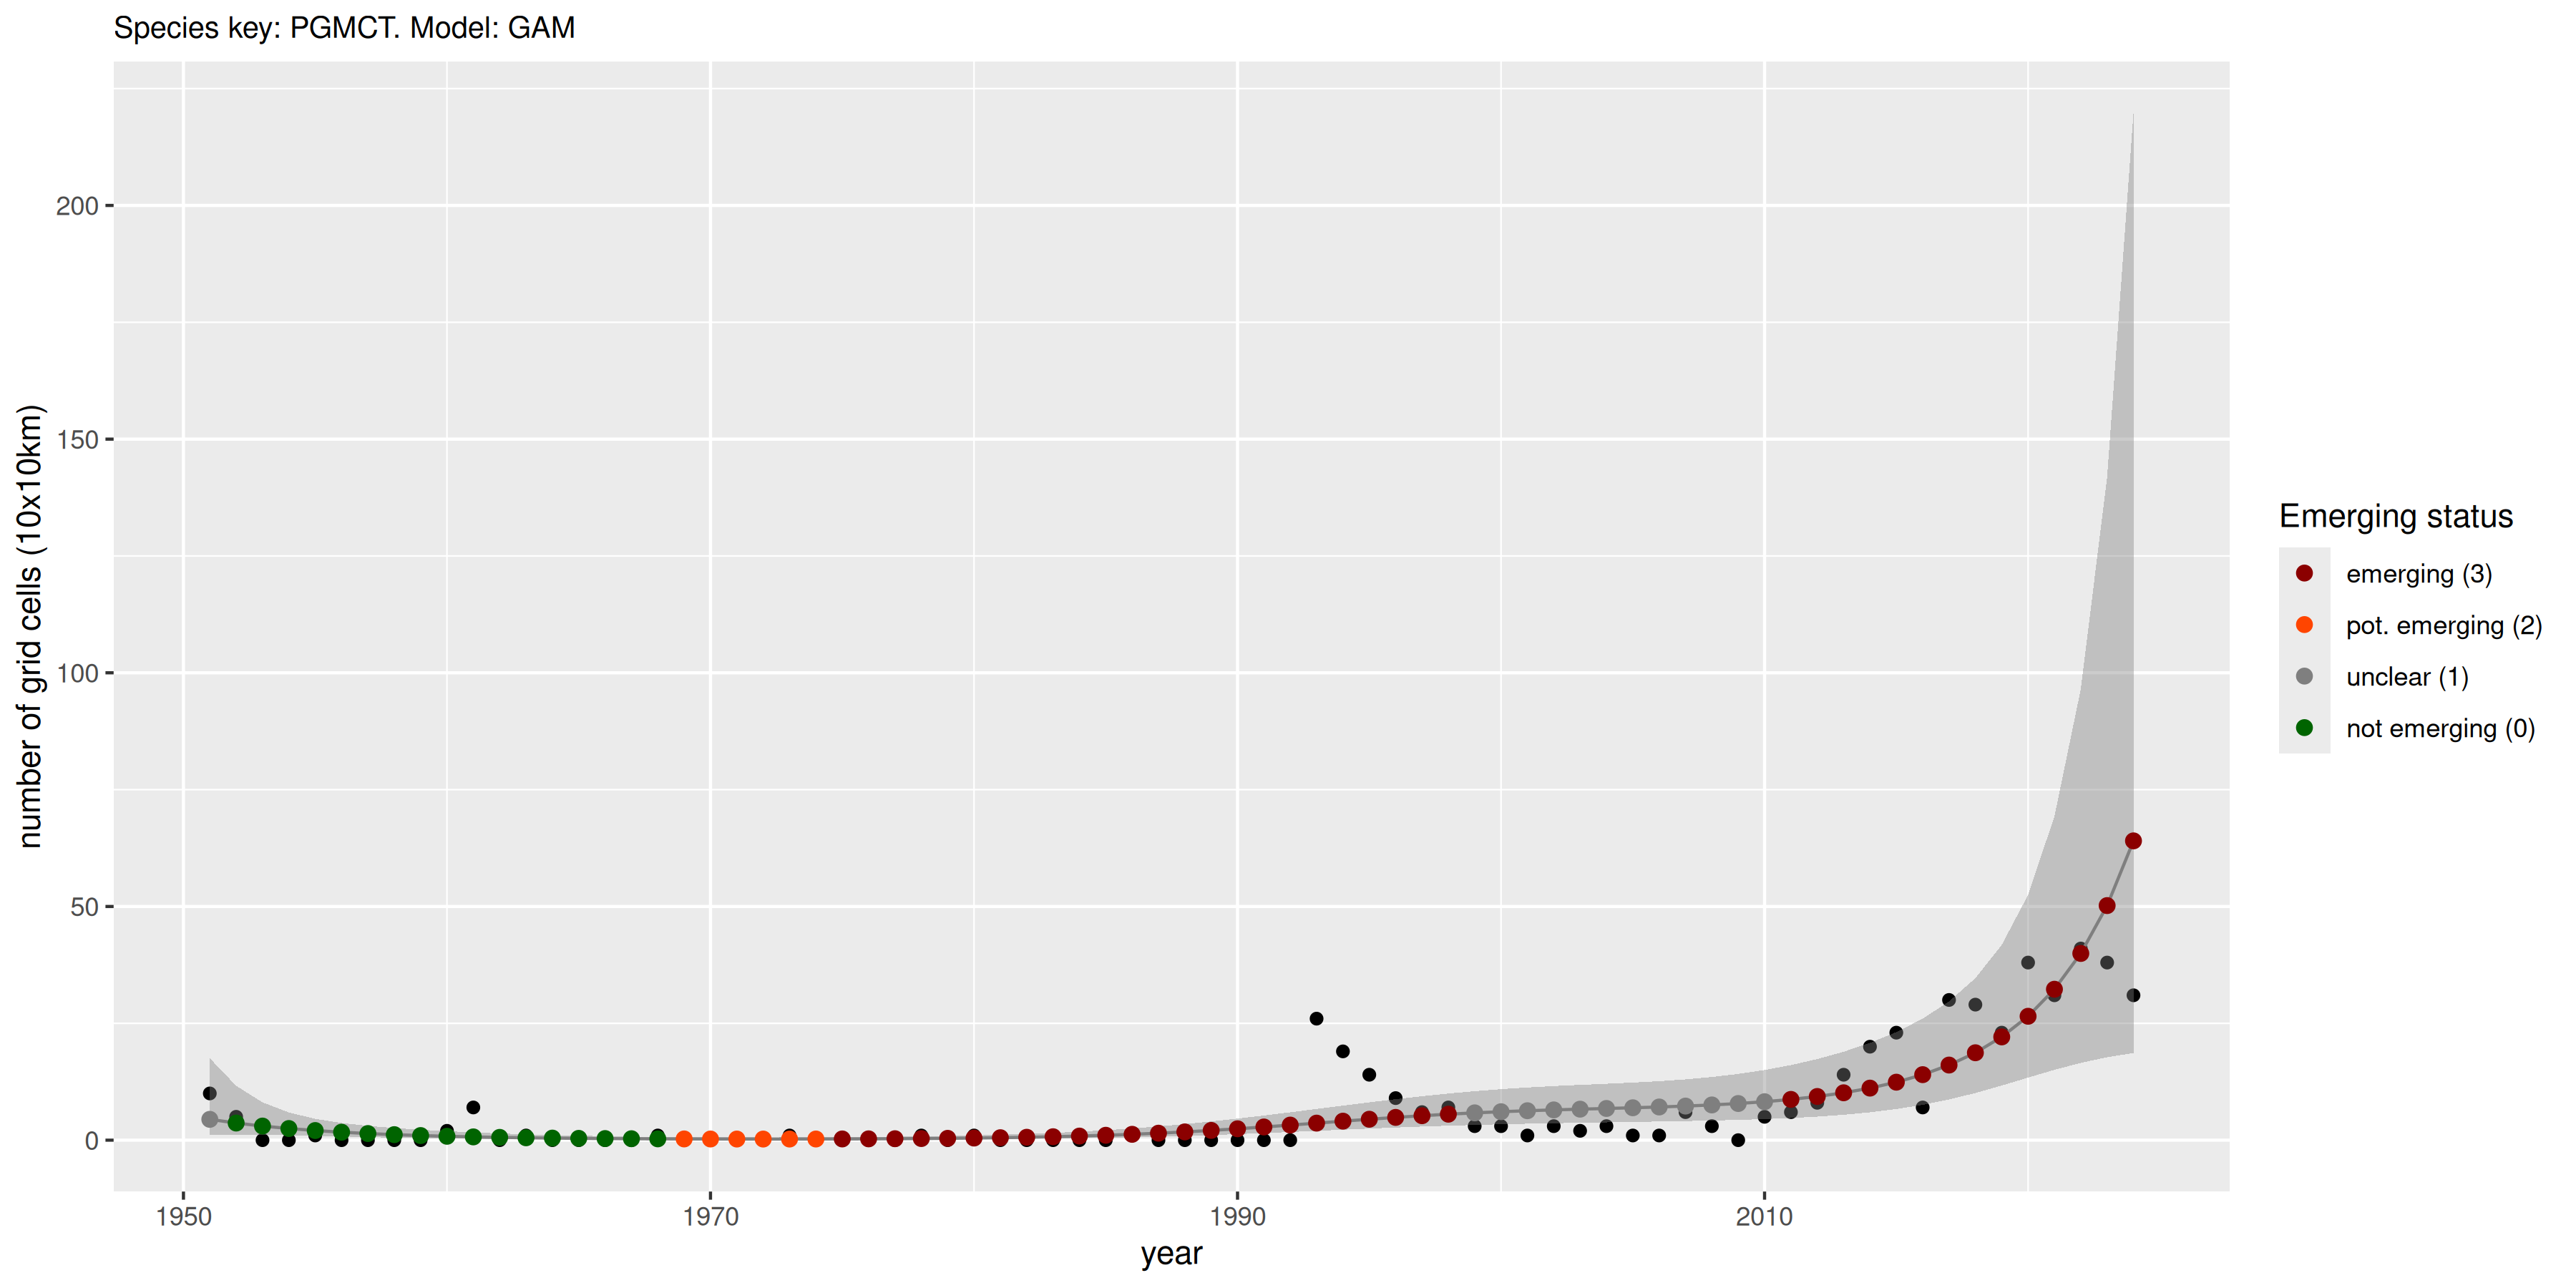 Species key: PGMCT. Model: GAM
number of grid cells (10x10km)
200
150
100
50
0
1950
1970
1990
2010
year
Emerging status
emerging (3)
pot. emerging (2)
unclear (1)
not emerging (0)